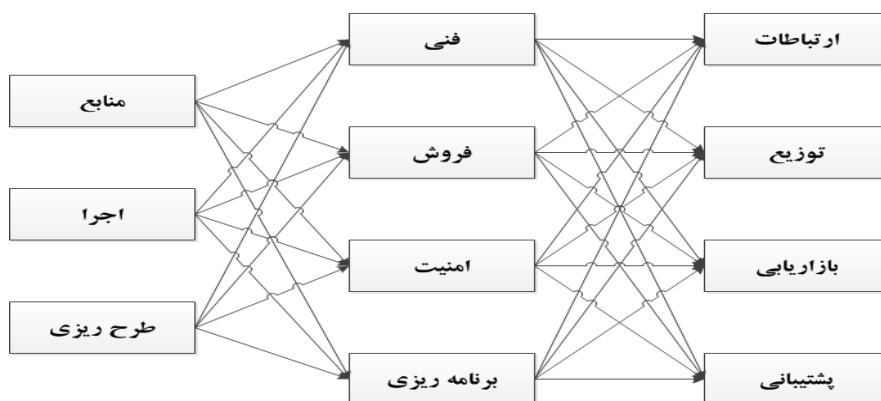 فنی
ارتباطات
منابع
فروش
توزیع
اجرا
امنیت
بازاریابی
طرح ریزی
برنامه ریزی
پشتیبانی